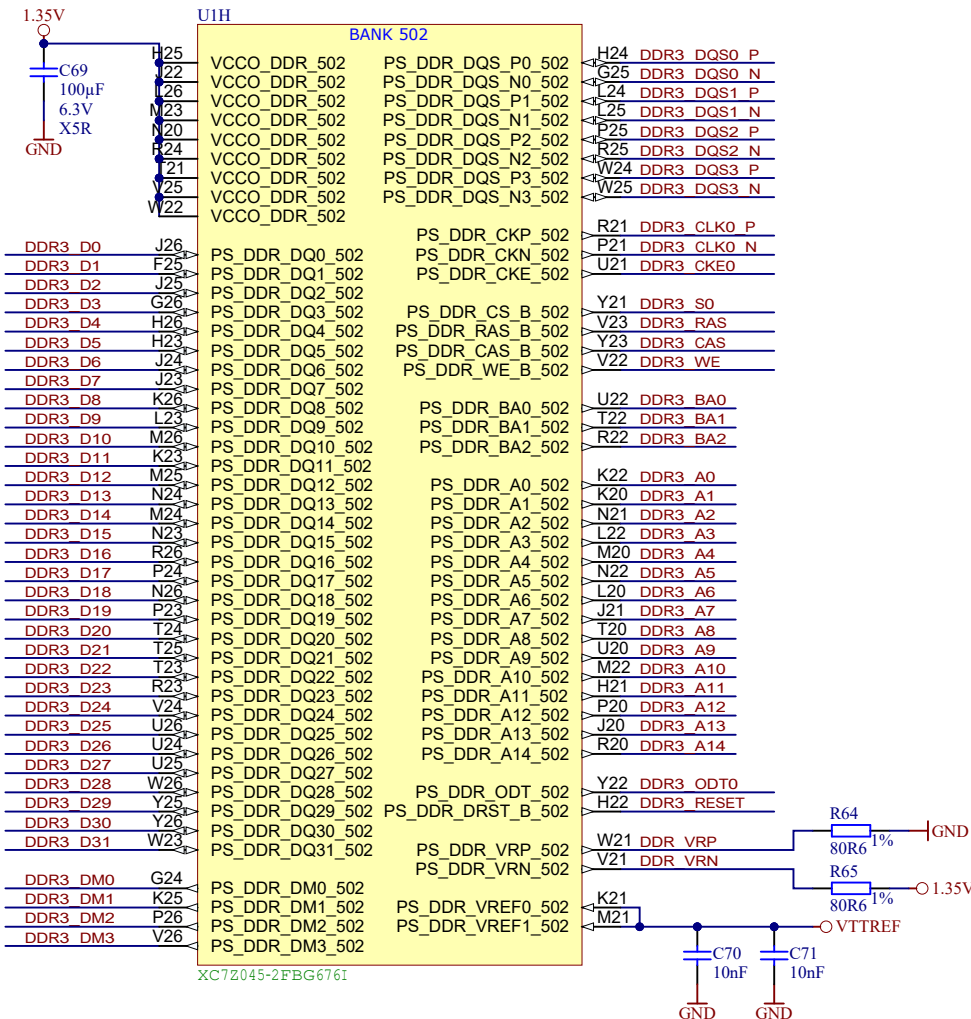 1.35V
U1H
BANK 502
C69
100µF
6.3V
X5R
GND
H25 VCCO_DDR_502
J22 VCCO_DDR_502
L26 VCCO_DDR_502
M23 VCCO_DDR_502
N20 VCCO_DDR_502
R24 VCCO_DDR_502
T21 VCCO_DDR_502
V25 VCCO_DDR_502
W22 VCCO_DDR_502
DDR3_D0 J26 PS_DDR_DQ0_502
DDR3_D1 F25 PS_DDR_DQ1_502
DDR3_D2 J25 PS_DDR_DQ2_502
DDR3_D3 G26 PS_DDR_DQ3_502
DDR3_D4 H26 PS_DDR_DQ4_502
DDR3_D5 H23 PS_DDR_DQ5_502
DDR3_D6 J24 PS_DDR_DQ6_502
DDR3_D7 J23 PS_DDR_DQ7_502
DDR3_D8 K26 PS_DDR_DQ8_502
DDR3_D9 L23 PS_DDR_DQ9_502
DDR3_D10 M26 PS_DDR_DQ10_502
DDR3_D11 K23 PS_DDR_DQ11_502
DDR3_D12 M25 PS_DDR_DQ12_502
DDR3_D13 N24 PS_DDR_DQ13_502
DDR3_D14 M24 PS_DDR_DQ14_502
DDR3_D15 N23 PS_DDR_DQ15_502
DDR3_D16 R26 PS_DDR_DQ16_502
DDR3_D17 P24 PS_DDR_DQ17_502
DDR3_D18 N26 PS_DDR_DQ18_502
DDR3_D19 P23 PS_DDR_DQ19_502
DDR3_D20 T24 PS_DDR_DQ20_502
DDR3_D21 T25 PS_DDR_DQ21_502
DDR3_D22 T23 PS_DDR_DQ22_502
DDR3_D23 R23 PS_DDR_DQ23_502
DDR3_D24 V24 PS_DDR_DQ24_502
DDR3_D25 U26 PS_DDR_DQ25_502
DDR3_D26 U24 PS_DDR_DQ26_502
DDR3_D27 U25 PS_DDR_DQ27_502
DDR3_D28 W26 PS_DDR_DQ28_502
DDR3_D29 Y25 PS_DDR_DQ29_502
DDR3_D30 Y26 PS_DDR_DQ30_502
DDR3_D31 W23 PS_DDR_DQ31_502
DDR3_DM0 G24 PS_DDR_DM0_502
DDR3_DM1 K25 PS_DDR_DM1_502
DDR3_DM2 P26 PS_DDR_DM2_502
DDR3_DM3 V26 PS_DDR_DM3_502
PS_DDR_DQS_P0_502 H24 DDR3_DQS0_P
PS_DDR_DQS_N0_502 G25 DDR3_DQS0_N
PS_DDR_DQS_P1_502 L24 DDR3_DQS1_P
PS_DDR_DQS_N1_502 L25 DDR3_DQS1_N
PS_DDR_DQS_P2_502 P25 DDR3_DQS2_P
PS_DDR_DQS_N2_502 R25 DDR3_DQS2_N
PS_DDR_DQS_P3_502 W24 DDR3_DQS3_P
PS_DDR_DQS_N3_502 W25 DDR3_DQS3_N
PS_DDR_CKP_502 R21 DDR3_CLK0_P
PS_DDR_CKN_502 P21 DDR3_CLK0_N
PS_DDR_CKE_502 U21 DDR3_CKE0
PS_DDR_CS_B_502 Y21 DDR3_S0
PS_DDR_RAS_B_502 V23 DDR3_RAS
PS_DDR_CAS_B_502 Y23 DDR3_CAS
PS_DDR_WE_B_502 V22 DDR3_WE
PS_DDR_BA0_502 U22 DDR3_BA0
PS_DDR_BA1_502 T22 DDR3_BA1
PS_DDR_BA2_502 R22 DDR3_BA2
PS_DDR_A0_502 K22 DDR3_A0
PS_DDR_A1_502 K20 DDR3_A1
PS_DDR_A2_502 N21 DDR3_A2
PS_DDR_A3_502 L22 DDR3_A3
PS_DDR_A4_502 M20 DDR3_A4
PS_DDR_A5_502 N22 DDR3_A5
PS_DDR_A6_502 L20 DDR3_A6
PS_DDR_A7_502 J21 DDR3_A7
PS_DDR_A8_502 T20 DDR3_A8
PS_DDR_A9_502 U20 DDR3_A9
PS_DDR_A10_502 M22 DDR3_A10
PS_DDR_A11_502 H21 DDR3_A11
PS_DDR_A12_502 P20 DDR3_A12
PS_DDR_A13_502 J20 DDR3_A13
PS_DDR_A14_502 R20 DDR3_A14
PS_DDR_ODT_502 Y22 DDR3_ODT0
PS_DDR_DRST_B_502 H22 DDR3_RESET
PS_DDR_VRP_502 W21 DDR_VRP
PS_DDR_VRN_502 V21 DDR_VRN
R64
80R6 1%
GND
R65
80R6 1%
1.35V
PS_DDR_VREF0_502 K21
PS_DDR_VREF1_502 M21
VTTREF
C70
10nF
C71
10nF
GND
GND
XC7Z045-2FBG676I